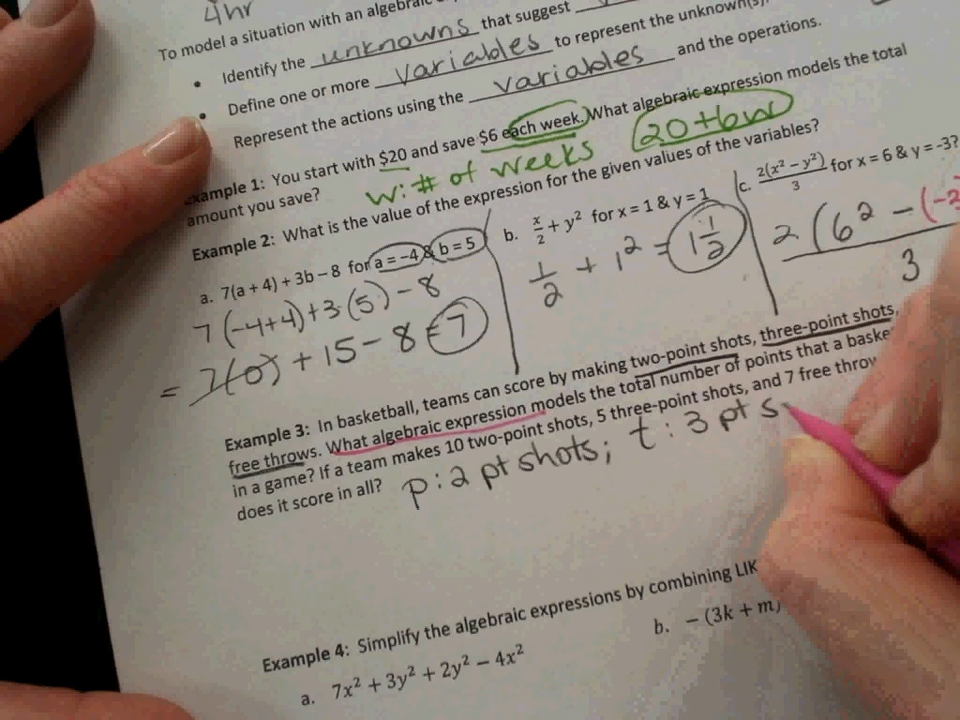 4hr
To model a situation with an algebraic
• Identify the unknowns that suggest
• Define one or more variables to represent the unknown(s).
Represent the actions using the variables and the operations.
Example 1: You start with $20 and save $6 each week. What algebraic expression models the total
amount you save? w: # of weeks 20+6w
Example 2: What is the value of the expression for the given values of the variables?
a. 7(a + 4) + 3b – 8 for a = –4 & b = 5
7(-4+4)+3(5)-8
= 7(0) + 15 - 8 = 7
b. x/2 + y² for x = 1 & y = 1
1/2 + 1² = 1 1/2
c. 2(x² – y²)/3 for x = 6 & y = -3?
2(6² - (-3
3
Example 3: In basketball, teams can score by making two-point shots, three-point shots,
free throws. What algebraic expression models the total number of points that a baske
in a game? If a team makes 10 two-point shots, 5 three-point shots, and 7 free throw
does it score in all? p: 2 pt shots; t: 3 pt s
Example 4: Simplify the algebraic expressions by combining LIK
a. 7x² + 3y² + 2y² – 4x²
b. – (3k + m)